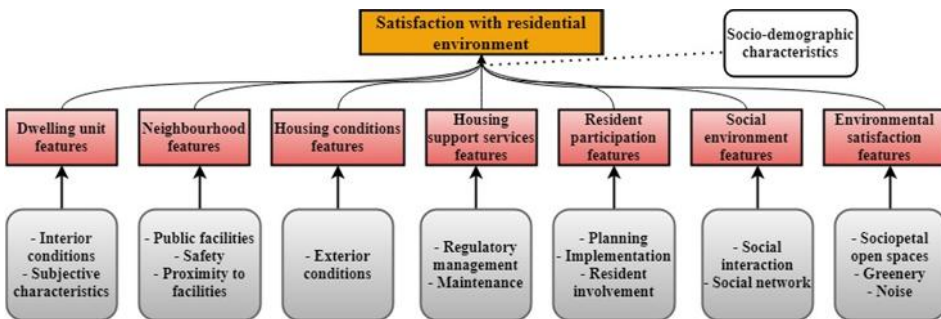 Satisfaction with residential
environment
Socio-demographic
characteristics
Dwelling unit
features
Neighbourhood
features
Housing conditions
features
Housing
support services
features
Resident
participation
features
Social
environment
features
Environmental
satisfaction
features
- Interior
conditions
- Subjective
characteristics
- Public facilities
- Safety
- Proximity to
facilities
- Exterior
conditions
- Regulatory
management
- Maintenance
- Planning
- Implementation
- Resident
involvement
- Social
interaction
- Social network
- Sociopetal
open spaces
- Greenery
- Noise